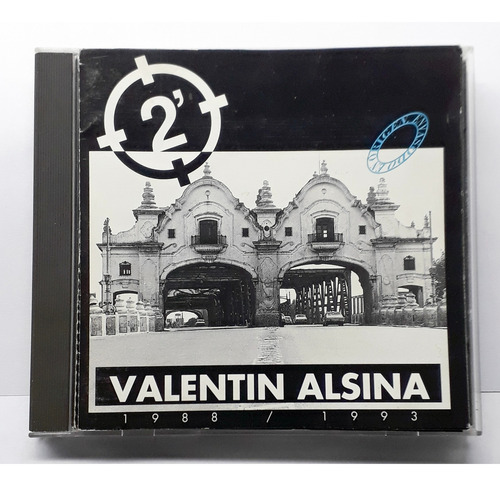 2'
VALENTIN ALSINA
1988 / 1993